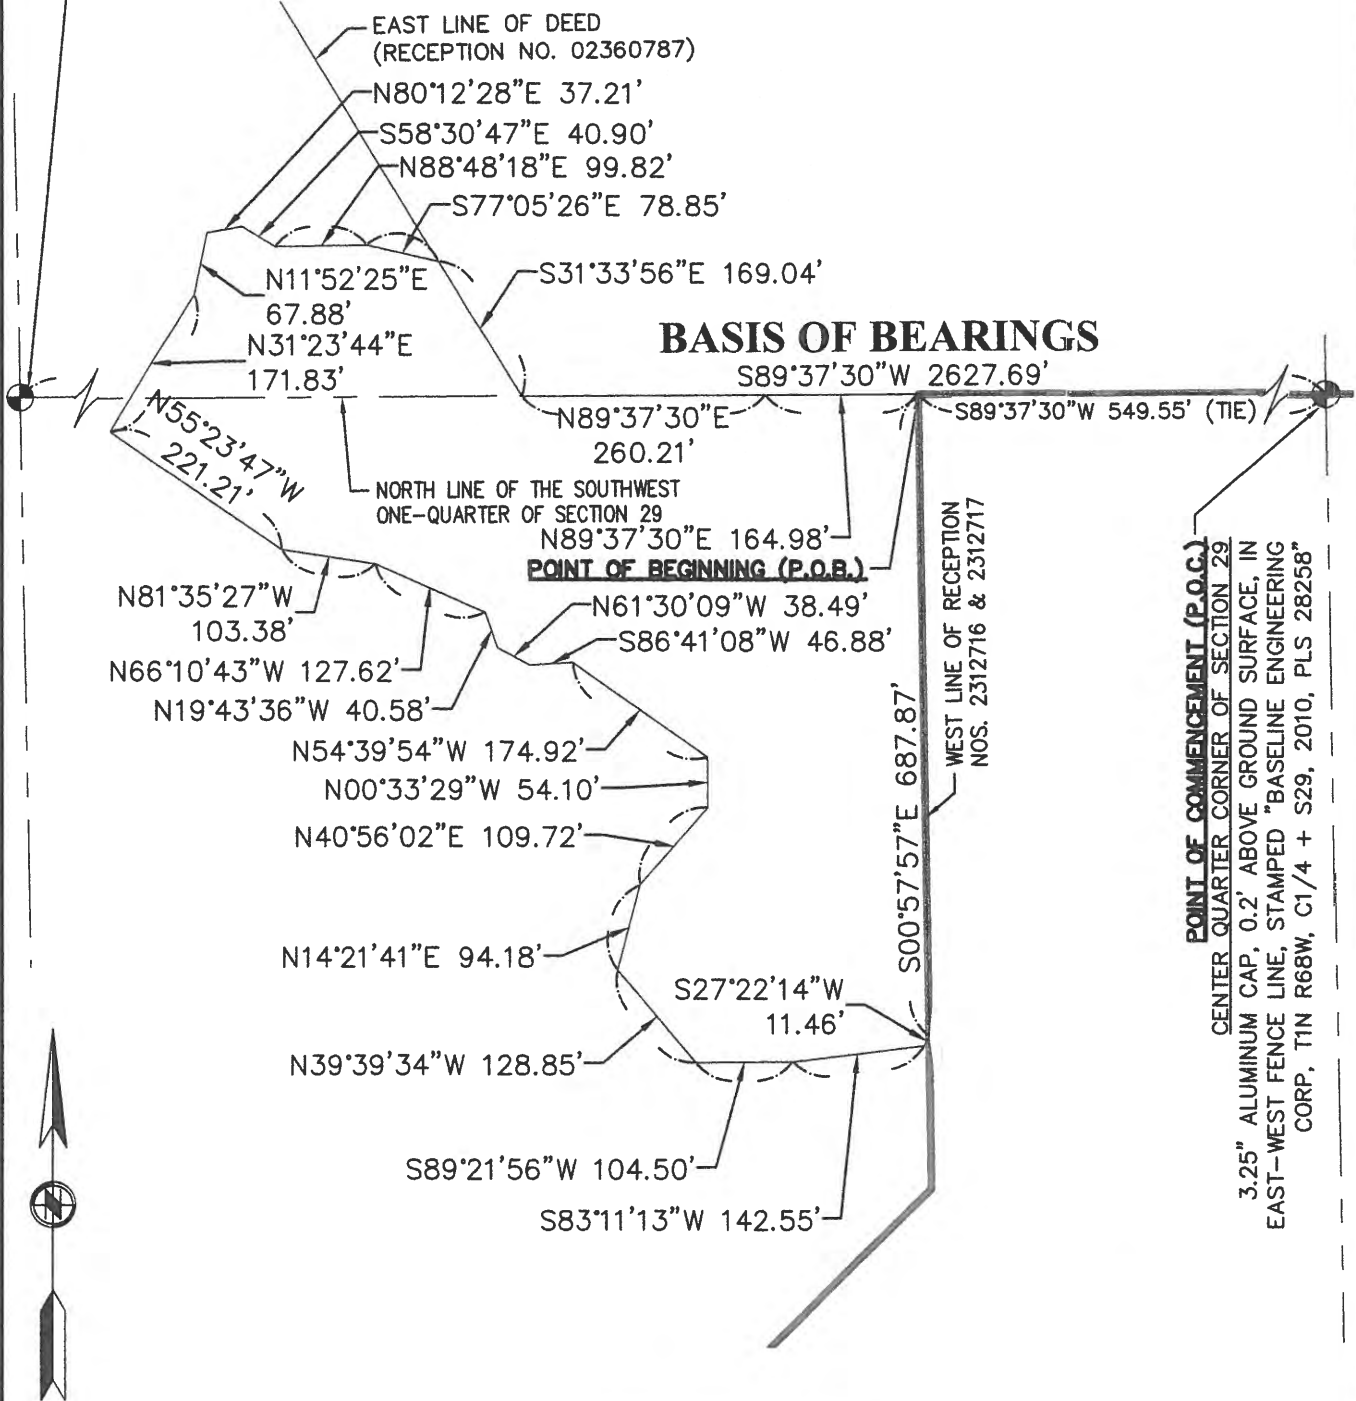 EAST LINE OF DEED
(RECEPTION NO. 02360787)
N80°12'28"E 37.21'
S58°30'47"E 40.90'
N88°48'18"E 99.82'
S77°05'26"E 78.85'
N11°52'25"E
67.88'
S31°33'56"E 169.04'
N31°23'44"E
171.83'
BASIS OF BEARINGS
S89°37'30"W 2627.69'
S89°37'30"W 549.55' (TIE)
N89°37'30"E
260.21'
N55°23'47"W
221.21'
NORTH LINE OF THE SOUTHWEST
ONE-QUARTER OF SECTION 29
N89°37'30"E 164.98'
POINT OF BEGINNING (P.O.B.)
N81°35'27"W
103.38'
N61°30'09"W 38.49'
S86°41'08"W 46.88'
N66°10'43"W 127.62'
N19°43'36"W 40.58'
N54°39'54"W 174.92'
N00°33'29"W 54.10'
N40°56'02"E 109.72'
S00°57'57"E 687.87'
WEST LINE OF RECEPTION
NOS. 2312716 & 2312717
POINT OF COMMENCEMENT (P.O.C.)
CENTER QUARTER CORNER OF SECTION 29
3.25" ALUMINUM CAP, 0.2' ABOVE GROUND SURFACE, IN
EAST-WEST FENCE LINE, STAMPED "BASELINE ENGINEERING
CORP, T1N R68W, C1/4 + S29, 2010, PLS 28258"
N14°21'41"E 94.18'
S27°22'14"W
11.46'
N39°39'34"W 128.85'
S89°21'56"W 104.50'
S83°11'13"W 142.55'
N